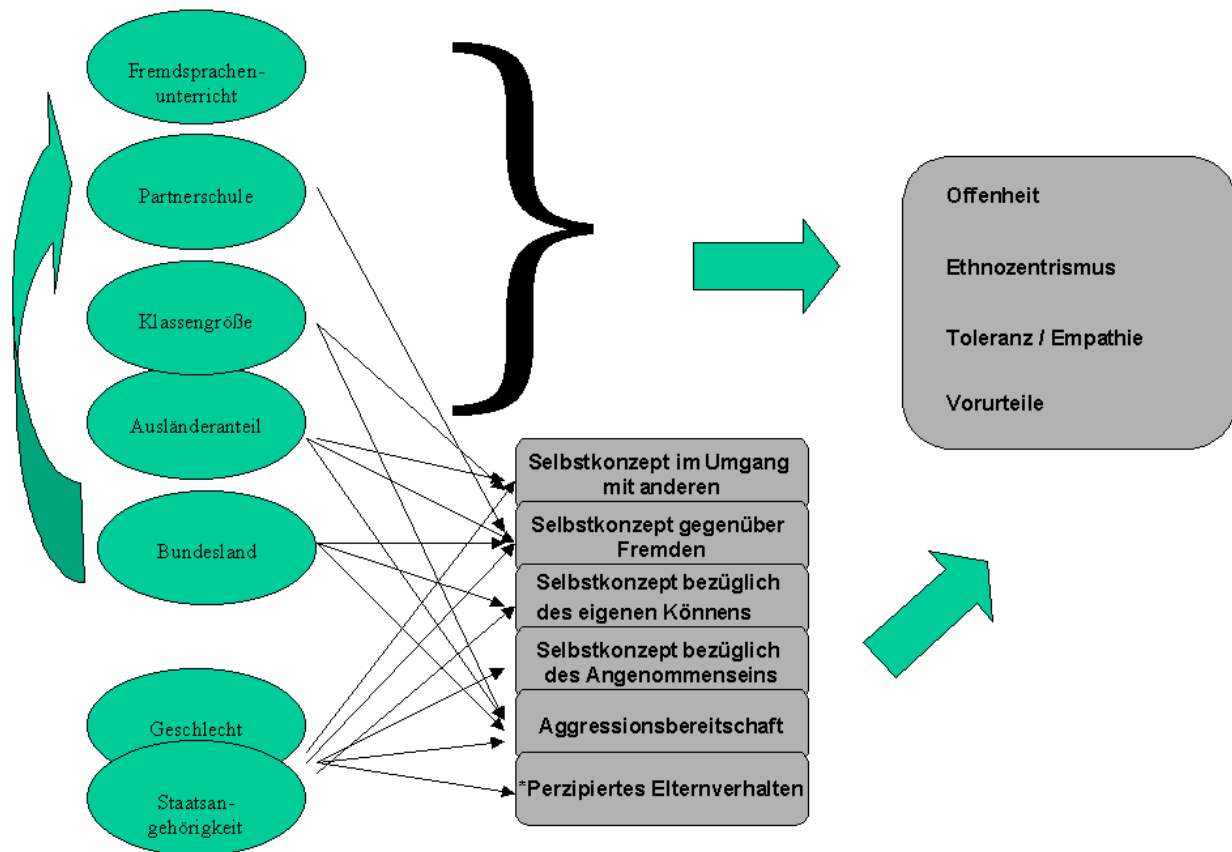 Fremdsprachen-
unterricht
Partnerschule
Klassengröße
Ausländeranteil
Bundesland
Geschlecht
Staatsan-
gehörigkeit
Selbstkonzept im Umgang
mit anderen
Selbstkonzept gegenüber
Fremden
Selbstkonzept bezüglich
des eigenen Könnens
Selbstkonzept bezüglich
des Angenommenseins
Aggressionsbereitschaft
*Perzipiertes Elternverhalten
Offenheit
Ethnozentrismus
Toleranz / Empathie
Vorurteile